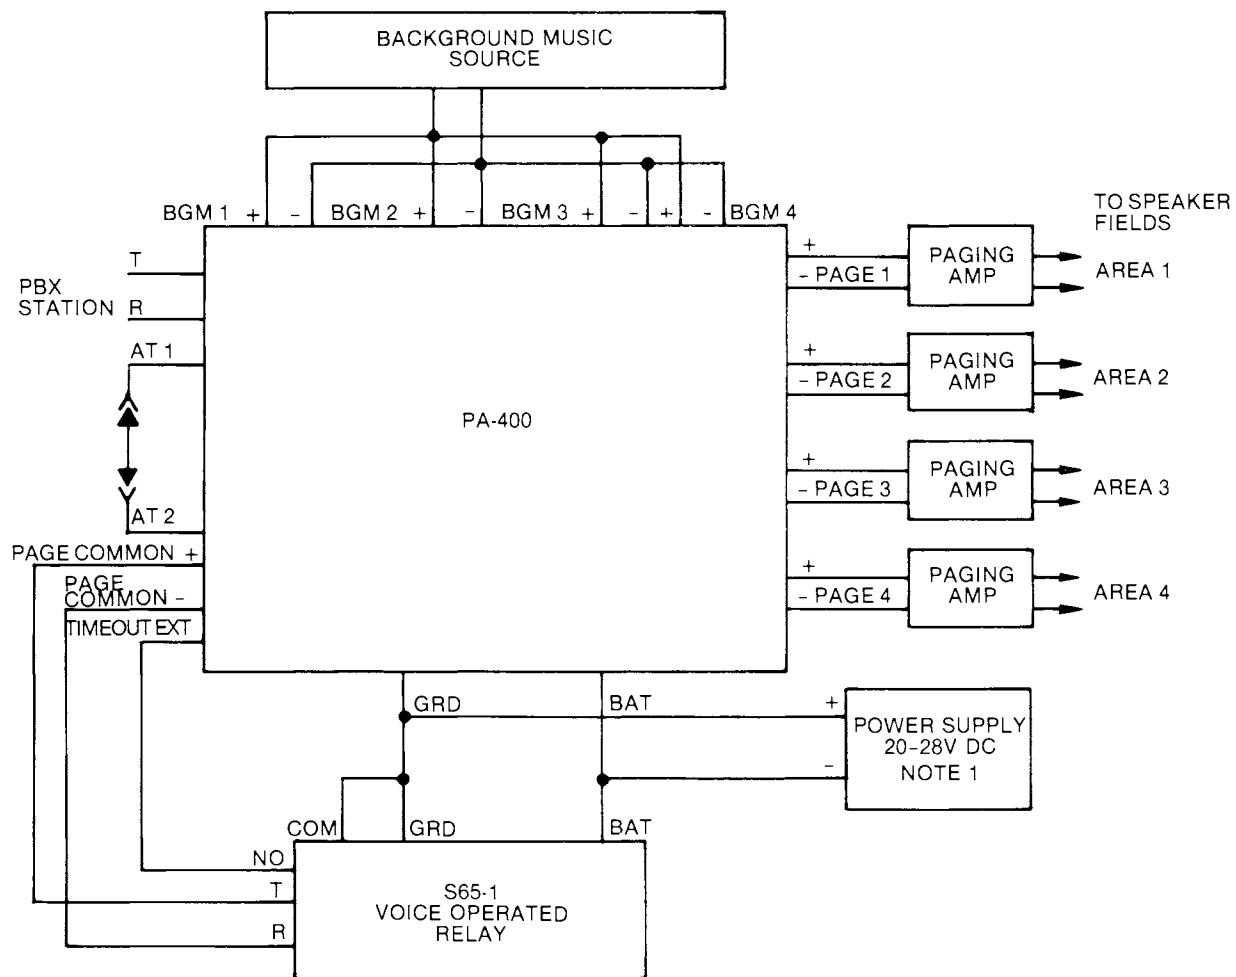 BACKGROUND MUSIC
SOURCE
BGM 1 + - BGM 2 + - BGM 3 + - + - BGM 4
TO SPEAKER
FIELDS
T
PBX
STATION
R
AT 1
AT 2
PAGE COMMON +
PAGE
COMMON -
TIMEOUT EXT
PA-400
+
- PAGE 1
PAGING
AMP
AREA 1
+
- PAGE 2
PAGING
AMP
AREA 2
+
- PAGE 3
PAGING
AMP
AREA 3
+
- PAGE 4
PAGING
AMP
AREA 4
GRD
BAT
+
-
POWER SUPPLY
20-28V DC
NOTE 1
COM
GRD
BAT
NO
T
R
S65-1
VOICE OPERATED
RELAY